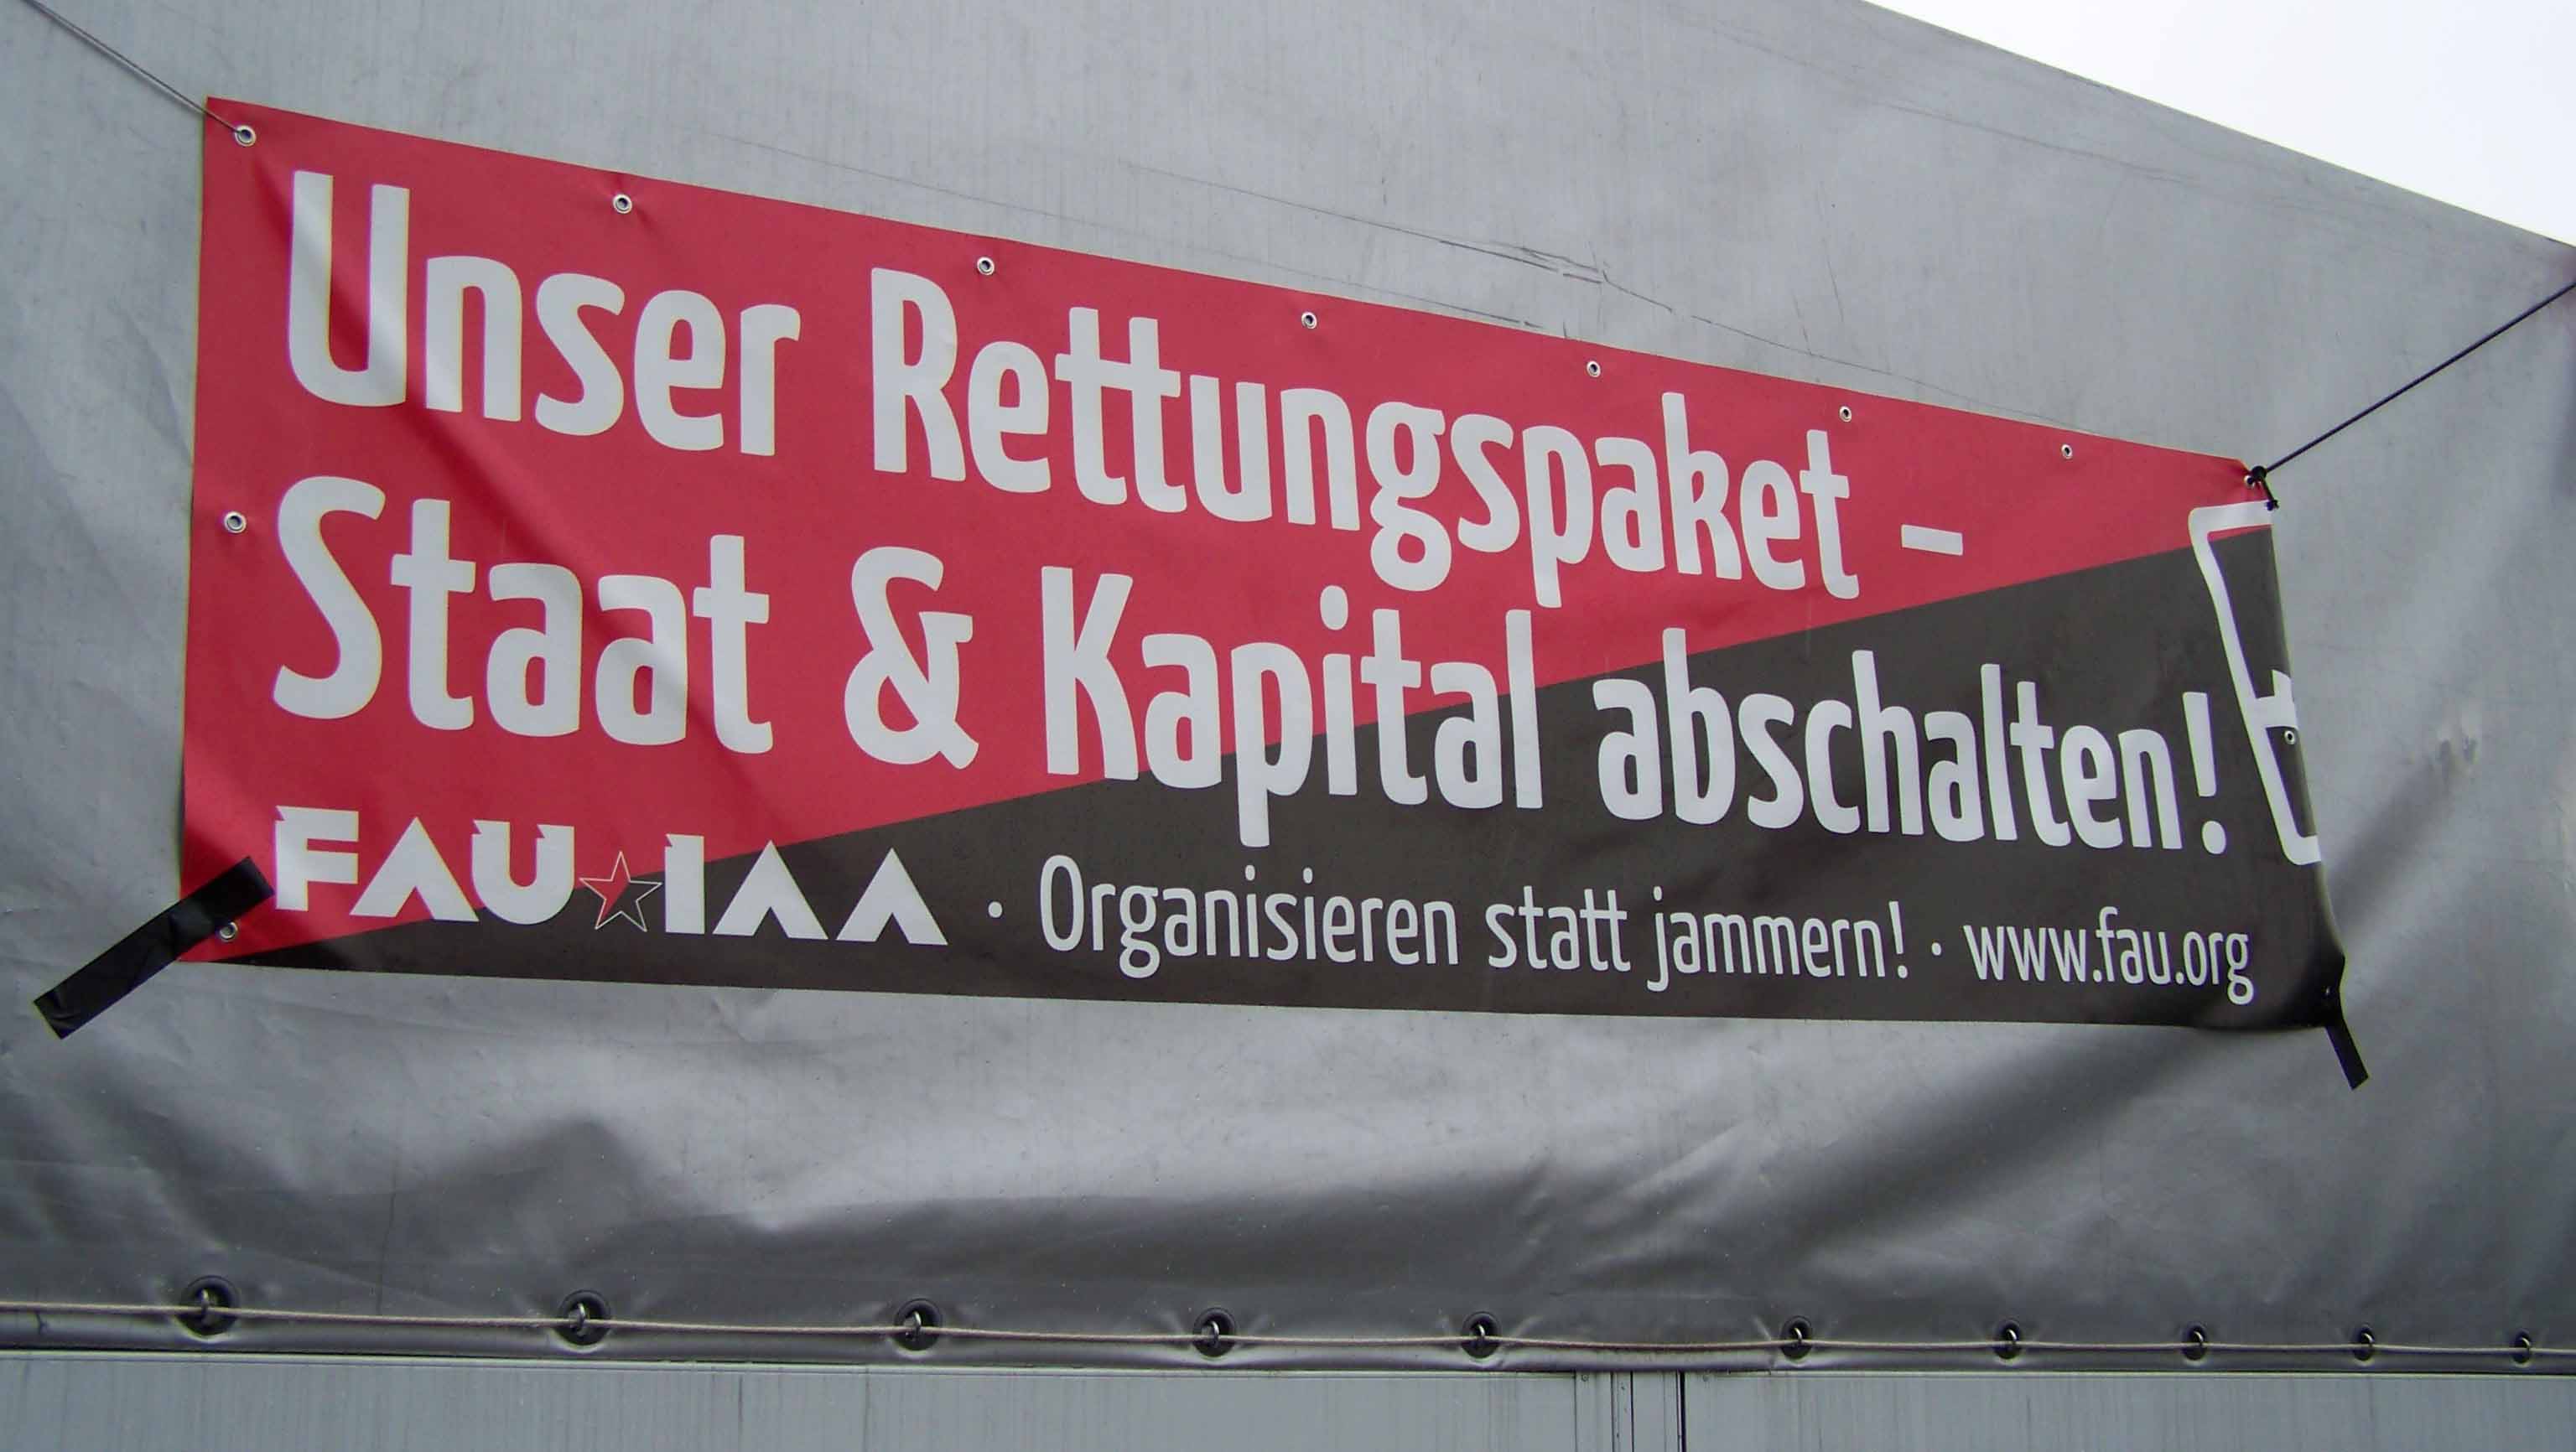 Unser Rettungspaket –
Staat & Kapital abschalten!
FAU IAA · Organisieren statt jammern! · www.fau.org